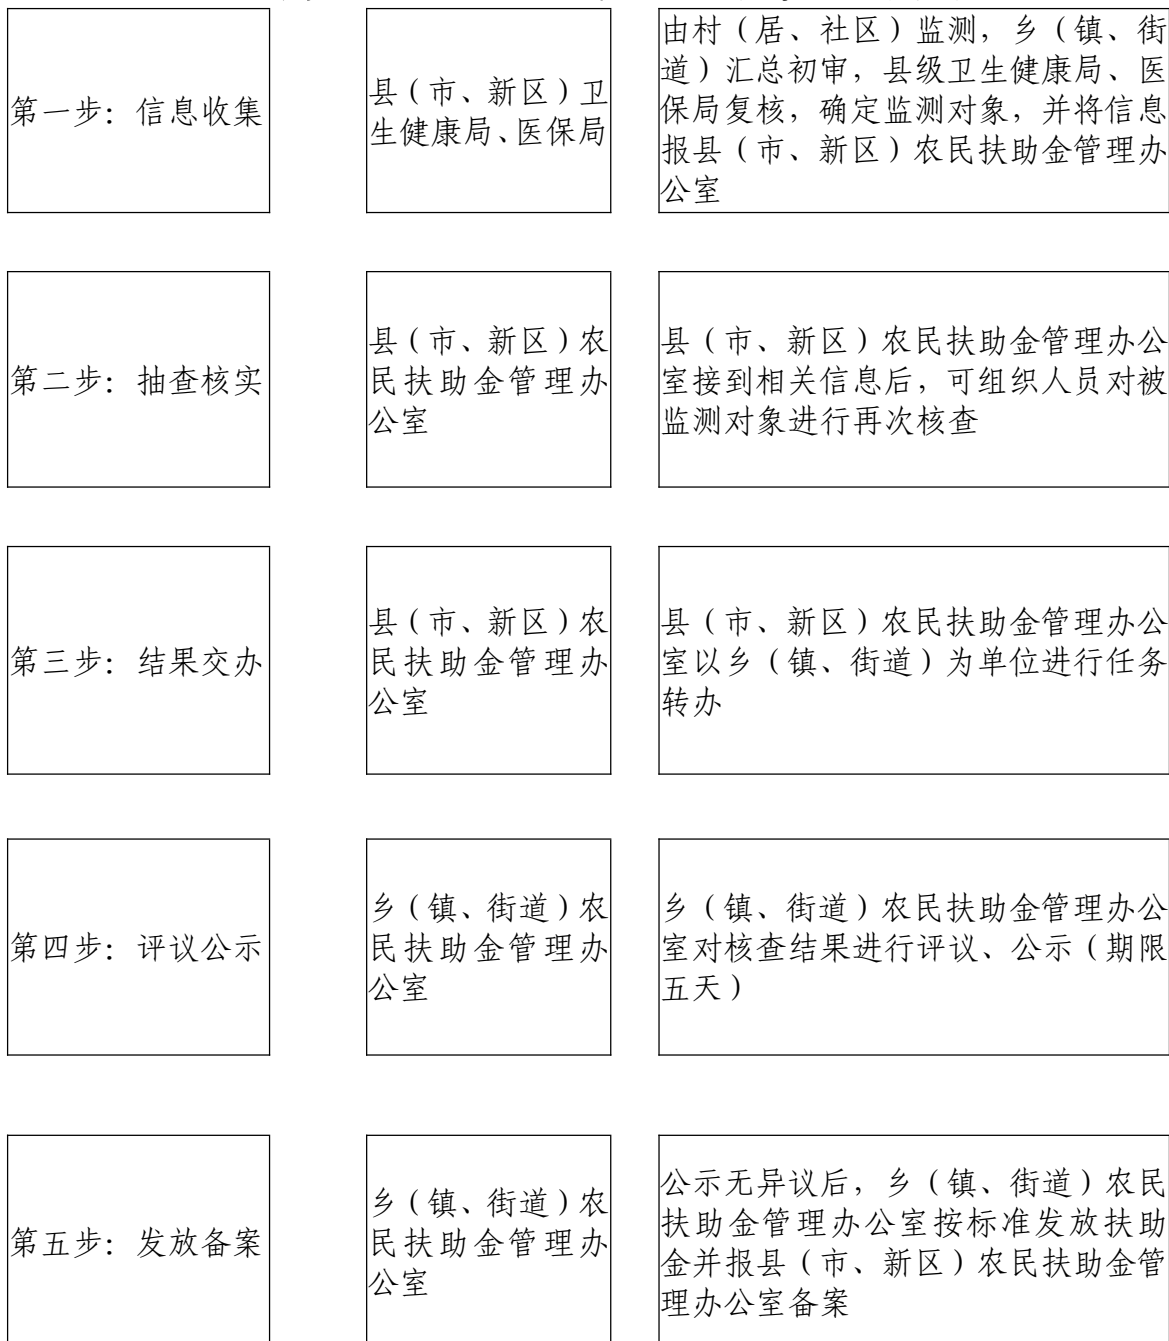 第一步：信息收集
县（市、新区）卫
生健康局、医保局
由村（居、社区）监测，乡（镇、街
道）汇总初审，县级卫生健康局、医
保局复核，确定监测对象，并将信息
报县（市、新区）农民扶助金管理办
公室
第二步：抽查核实
县（市、新区）农
民扶助金管理办
公室
县（市、新区）农民扶助金管理办公
室接到相关信息后，可组织人员对被
监测对象进行再次核查
第三步：结果交办
县（市、新区）农
民扶助金管理办
公室
县（市、新区）农民扶助金管理办公
室以乡（镇、街道）为单位进行任务
转办
第四步：评议公示
乡（镇、街道）农
民扶助金管理办
公室
乡（镇、街道）农民扶助金管理办公
室对核查结果进行评议、公示（期限
五天）
第五步：发放备案
乡（镇、街道）农
民扶助金管理办
公室
公示无异议后，乡（镇、街道）农民
扶助金管理办公室按标准发放扶助
金并报县（市、新区）农民扶助金管
理办公室备案